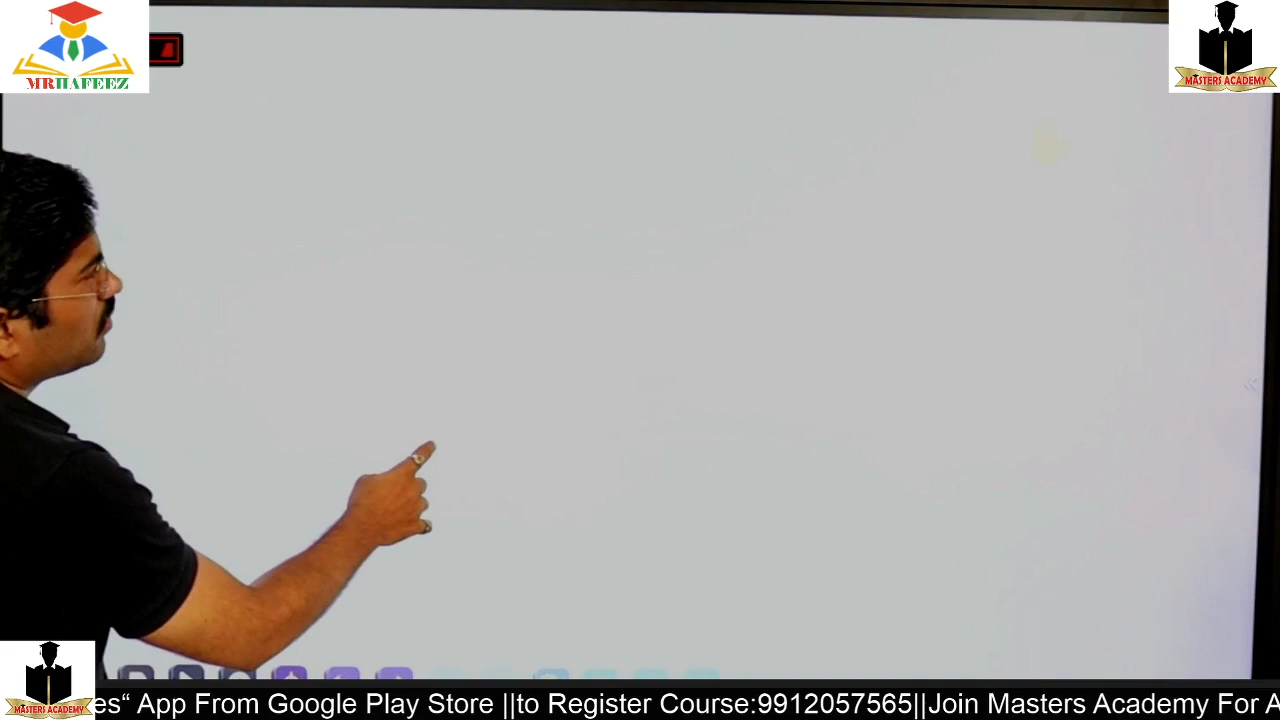 MRHAFEEZ
MASTERS ACADEMY
MASTERS ACADEMY
es“ App From Google Play Store ||to Register Course:9912057565||Join Masters Academy For A